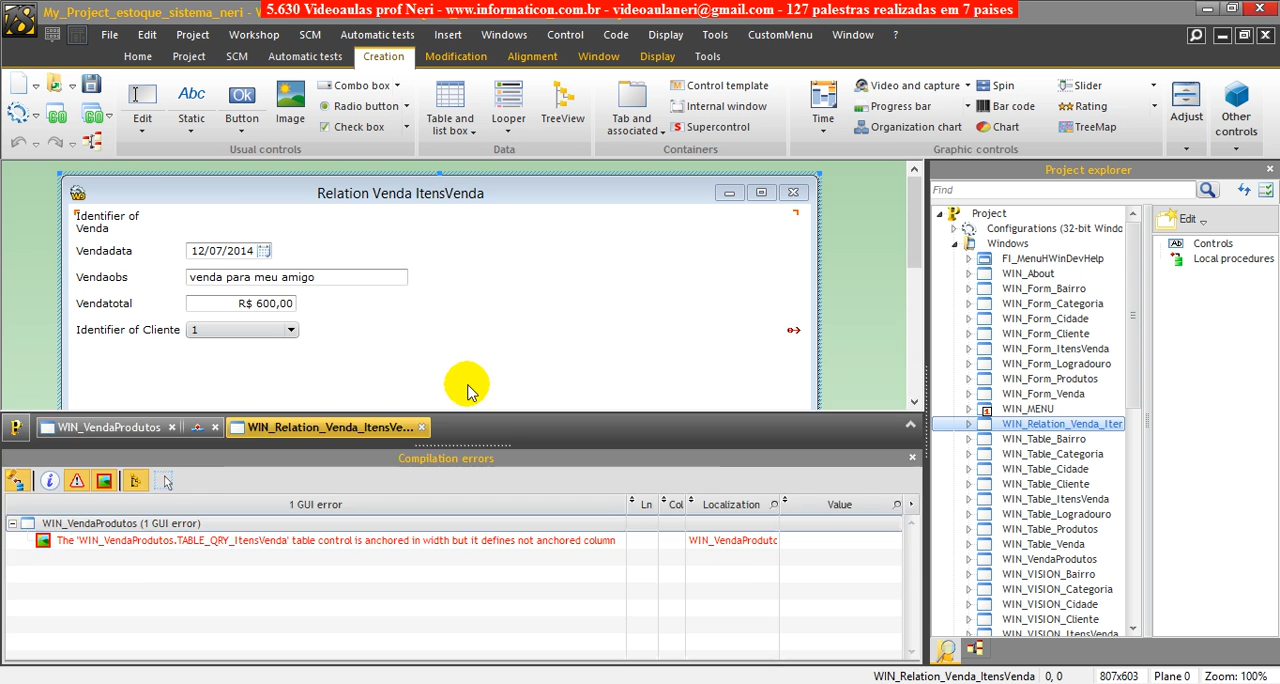 My_Project_estoque_sistema_neri - WIN_
5.630 Videoaulas prof Neri - www.informaticon.com.br - videoaulaneri@gmail.com - 127 palestras realizadas em 7 paises
File Edit Project Workshop SCM Automatic tests Insert Windows Control Code Display Tools CustomMenu Window ?
Home Project SCM Automatic tests Creation Modification Alignment Window Display Tools
Edit Static Button Image
Combo box
Radio button
Check box
Usual controls
Table and list box Looper TreeView
Data
Tab and associated
Control template
Internal window
Supercontrol
Containers
Time
Video and capture Spin Slider
Progress bar Bar code Rating
Organization chart Chart TreeMap
Graphic controls
Adjust
Other controls
Relation Venda ItensVenda
Identifier of
Venda
Vendadata 12/07/2014
Vendaobs venda para meu amigo
Vendatotal R$ 600,00
Identifier of Cliente 1
WIN_VendaProdutos
WIN_Relation_Venda_ItensVe...
Compilation errors
1 GUI error Ln Col Localization Value
WIN_VendaProdutos (1 GUI error)
The 'WIN_VendaProdutos.TABLE_QRY_ItensVenda' table control is anchored in width but it defines not anchored column WIN_VendaProdutc
Project explorer
Find
Project
Configurations (32-bit Windo
Windows
FI_MenuHWinDevHelp
WIN_About
WIN_Form_Bairro
WIN_Form_Categoria
WIN_Form_Cidade
WIN_Form_Cliente
WIN_Form_ItensVenda
WIN_Form_Logradouro
WIN_Form_Produtos
WIN_Form_Venda
WIN_MENU
WIN_Relation_Venda_Iter
WIN_Table_Bairro
WIN_Table_Categoria
WIN_Table_Cidade
WIN_Table_Cliente
WIN_Table_ItensVenda
WIN_Table_Logradouro
WIN_Table_Produtos
WIN_Table_Venda
WIN_VendaProdutos
WIN_VISION_Bairro
WIN_VISION_Categoria
WIN_VISION_Cidade
WIN_VISION_Cliente
WIN_VISION_ItensVenda
Edit
Controls
Local procedures
WIN_Relation_Venda_ItensVenda 0, 0 807x603 Plane 0 Zoom: 100%